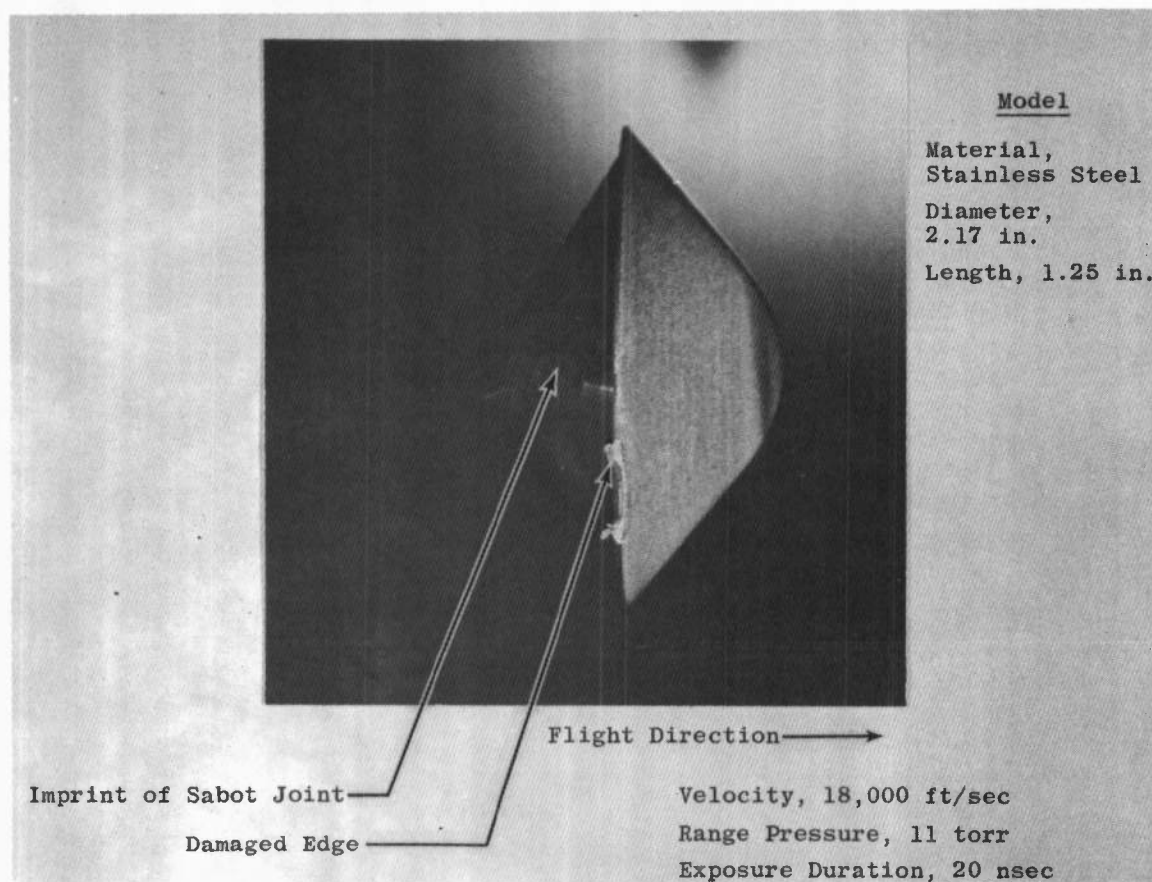 Model
Material,
Stainless Steel
Diameter,
2.17 in.
Length, 1.25 in.
Flight Direction
Imprint of Sabot Joint
Damaged Edge
Velocity, 18,000 ft/sec
Range Pressure, 11 torr
Exposure Duration, 20 nsec